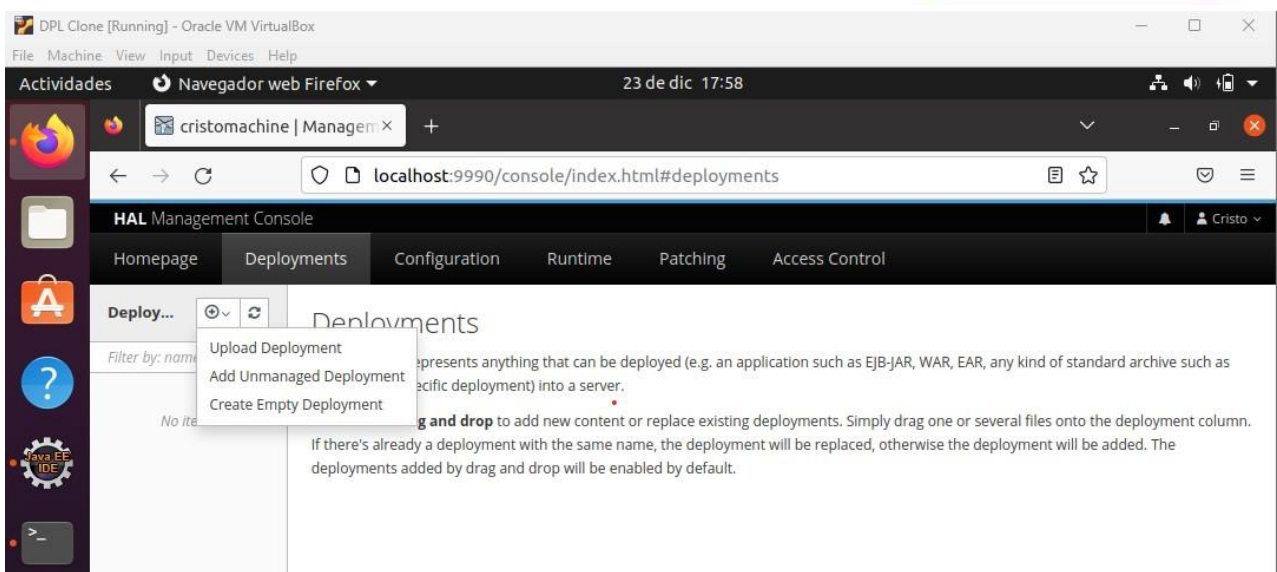 DPL Clone [Running] - Oracle VM VirtualBox
File Machine View Input Devices Help
Actividades Navegador web Firefox 23 de dic 17:58
cristomachine | Managem
localhost:9990/console/index.html#deployments
HAL Management Console Cristo
Homepage Deployments Configuration Runtime Patching Access Control
Deploy...
Deployments
Filter by: name
Upload Deployment
Add Unmanaged Deployment
Create Empty Deployment
No ite
epresents anything that can be deployed (e.g. an application such as EJB-JAR, WAR, EAR, any kind of standard archive such as
ecific deployment) into a server.
g and drop to add new content or replace existing deployments. Simply drag one or several files onto the deployment column.
If there's already a deployment with the same name, the deployment will be replaced, otherwise the deployment will be added. The
deployments added by drag and drop will be enabled by default.
Java EE
IDE